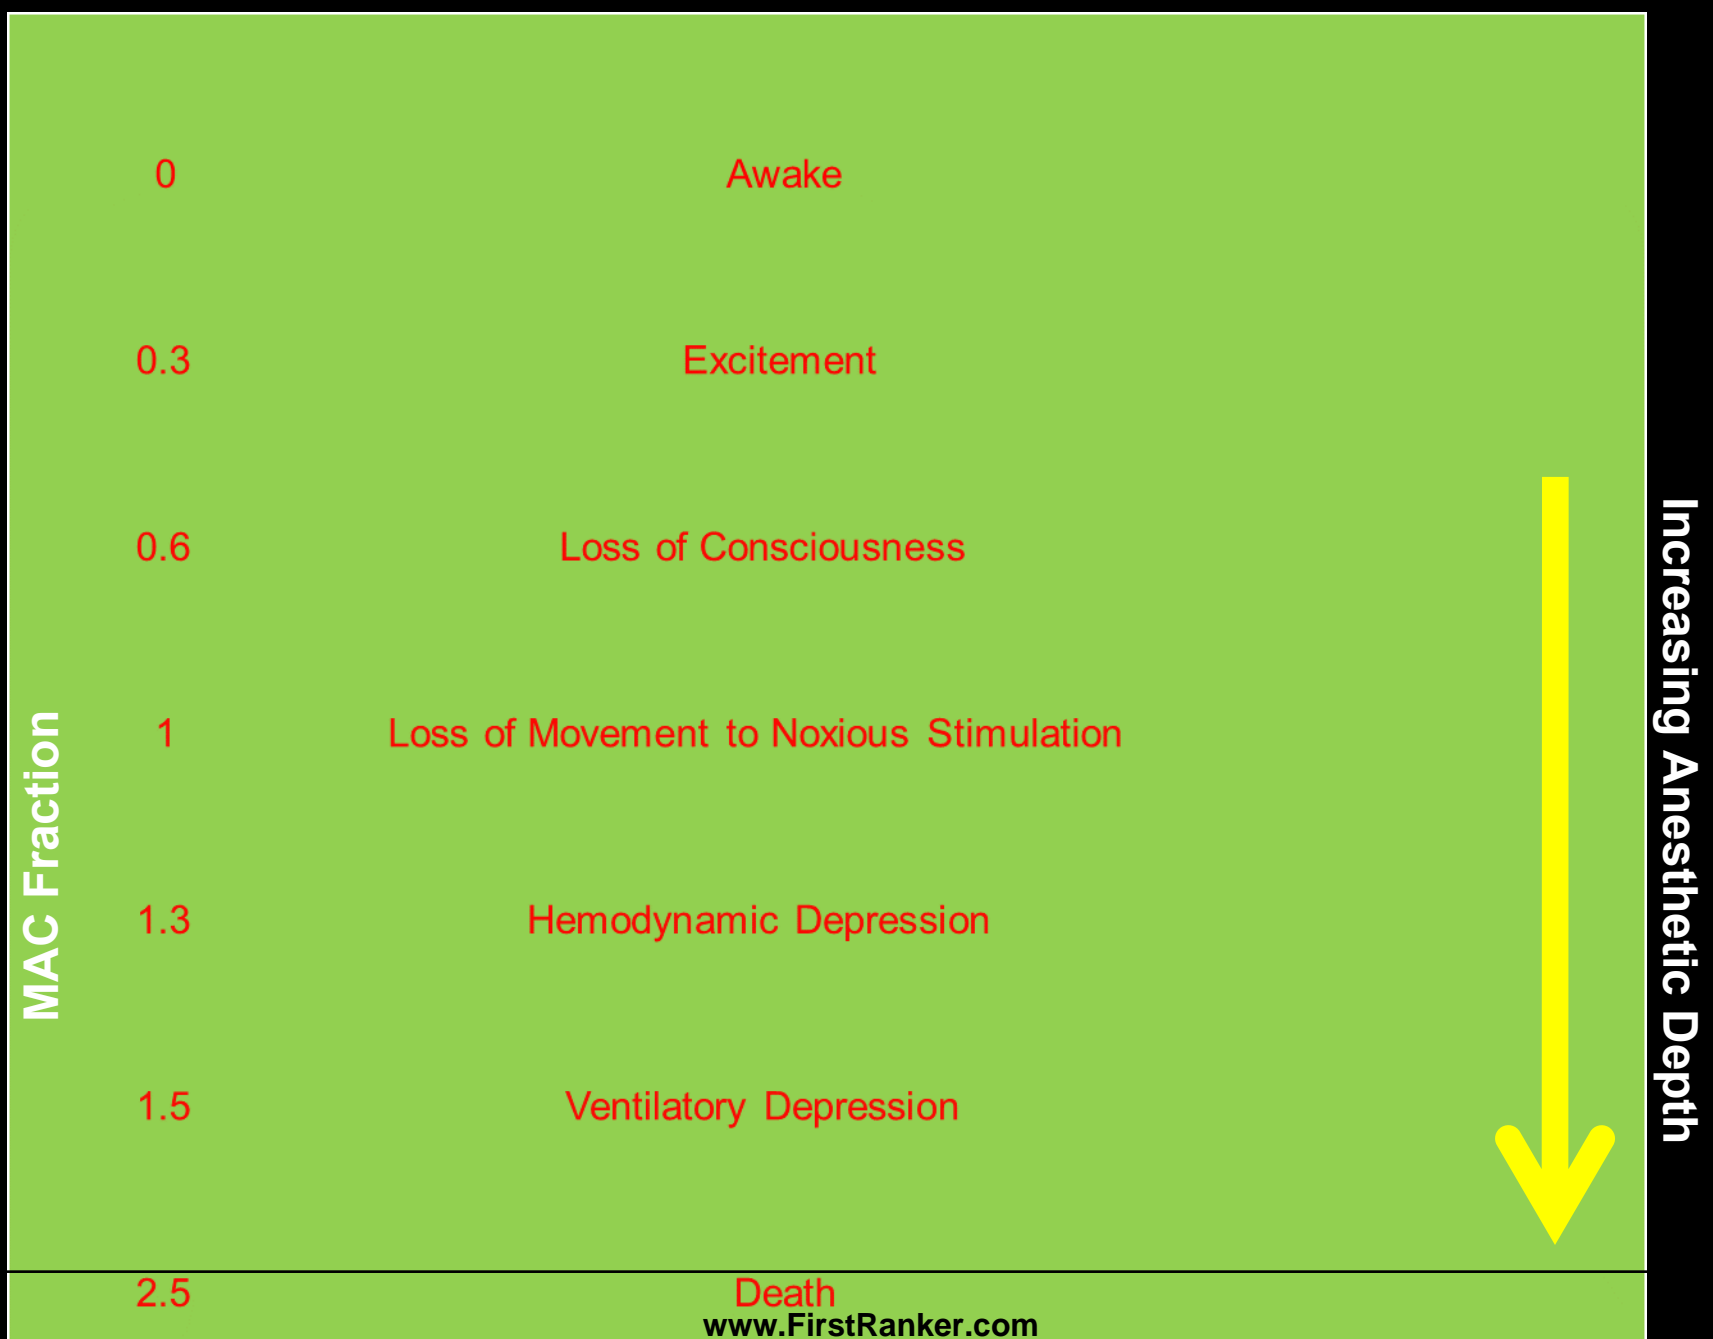 0 Awake
0.3 Excitement
0.6 Loss of Consciousness
1 Loss of Movement to Noxious Stimulation
1.3 Hemodynamic Depression
1.5 Ventilatory Depression
2.5 Death
MAC Fraction
Increasing Anesthetic Depth
www.FirstRanker.com